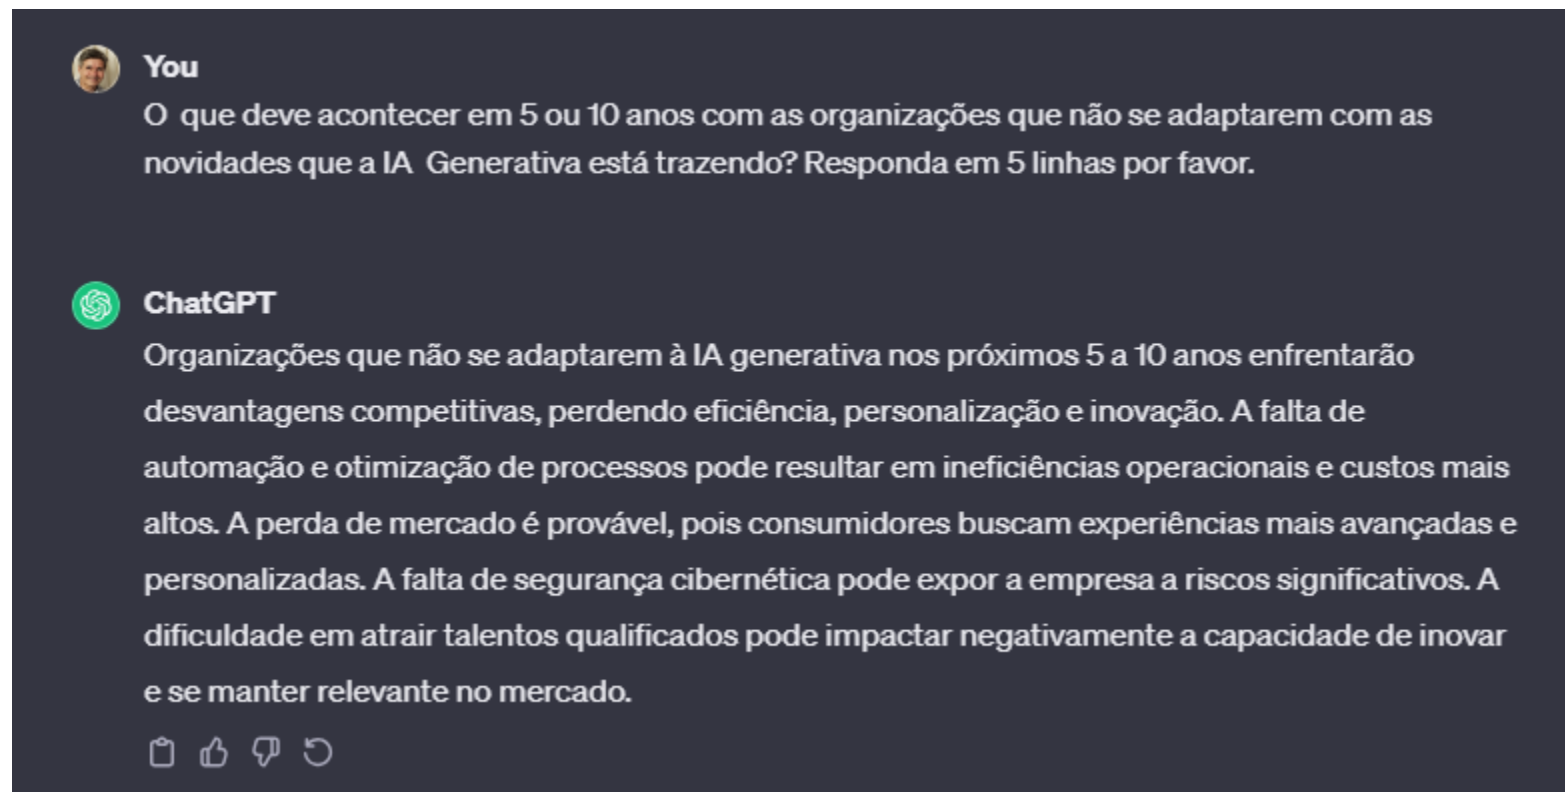 You
O  que deve acontecer em 5 ou 10 anos com as organizações que não se adaptarem com as
novidades que a IA  Generativa está trazendo? Responda em 5 linhas por favor.
ChatGPT
Organizações que não se adaptarem à IA generativa nos próximos 5 a 10 anos enfrentarão
desvantagens competitivas, perdendo eficiência, personalização e inovação. A falta de
automação e otimização de processos pode resultar em ineficiências operacionais e custos mais
altos. A perda de mercado é provável, pois consumidores buscam experiências mais avançadas e
personalizadas. A falta de segurança cibernética pode expor a empresa a riscos significativos. A
dificuldade em atrair talentos qualificados pode impactar negativamente a capacidade de inovar
e se manter relevante no mercado.